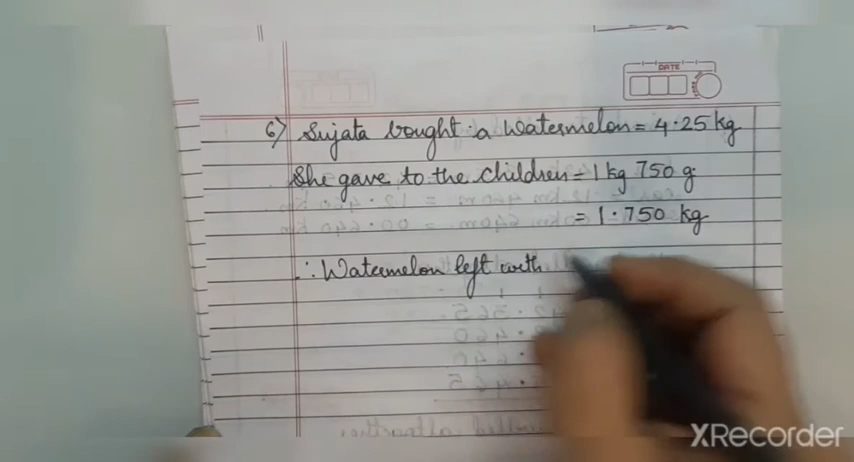 DATE
6) Sujata bought a Watermelon = 4.25 kg
She gave to the children = 1 kg 750 g.
= 1.750 kg
∴ Watermelon left with
XRecorder